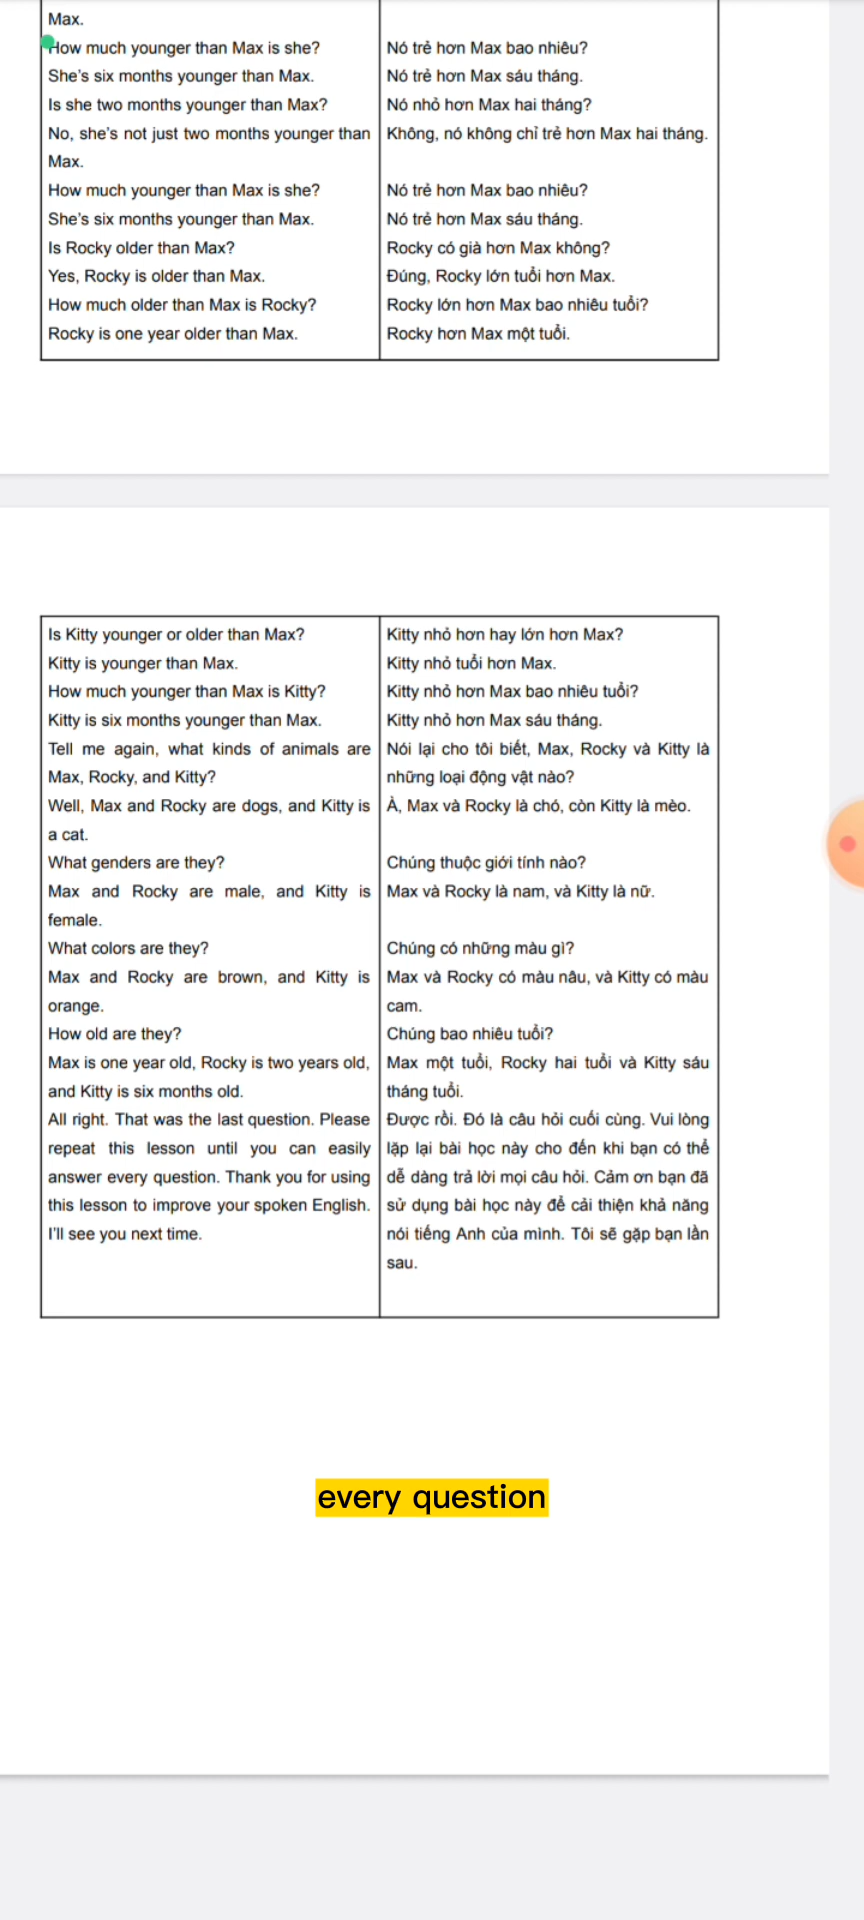 Max.
How much younger than Max is she?
Nó trẻ hơn Max bao nhiêu?
She's six months younger than Max.
Nó trẻ hơn Max sáu tháng.
Is she two months younger than Max?
Nó nhỏ hơn Max hai tháng?
No, she's not just two months younger than
Không, nó không chỉ trẻ hơn Max hai tháng.
Max.
How much younger than Max is she?
Nó trẻ hơn Max bao nhiêu?
She's six months younger than Max.
Nó trẻ hơn Max sáu tháng.
Is Rocky older than Max?
Rocky có già hơn Max không?
Yes, Rocky is older than Max.
Đúng, Rocky lớn tuổi hơn Max.
How much older than Max is Rocky?
Rocky lớn hơn Max bao nhiêu tuổi?
Rocky is one year older than Max.
Rocky hơn Max một tuổi.
Is Kitty younger or older than Max?
Kitty nhỏ hơn hay lớn hơn Max?
Kitty is younger than Max.
Kitty nhỏ tuổi hơn Max.
How much younger than Max is Kitty?
Kitty nhỏ hơn Max bao nhiêu tuổi?
Kitty is six months younger than Max.
Kitty nhỏ hơn Max sáu tháng.
Tell me again, what kinds of animals are
Nói lại cho tôi biết, Max, Rocky và Kitty là
Max, Rocky, and Kitty?
những loại động vật nào?
Well, Max and Rocky are dogs, and Kitty is
À, Max và Rocky là chó, còn Kitty là mèo.
a cat.
What genders are they?
Chúng thuộc giới tính nào?
Max and Rocky are male, and Kitty is
Max và Rocky là nam, và Kitty là nữ.
female.
What colors are they?
Chúng có những màu gì?
Max and Rocky are brown, and Kitty is
Max và Rocky có màu nâu, và Kitty có màu
orange.
cam.
How old are they?
Chúng bao nhiêu tuổi?
Max is one year old, Rocky is two years old,
Max một tuổi, Rocky hai tuổi và Kitty sáu
and Kitty is six months old.
tháng tuổi.
All right. That was the last question. Please
Được rồi. Đó là câu hỏi cuối cùng. Vui lòng
repeat this lesson until you can easily
lặp lại bài học này cho đến khi bạn có thể
answer every question. Thank you for using
dễ dàng trả lời mọi câu hỏi. Cảm ơn bạn đã
this lesson to improve your spoken English.
sử dụng bài học này để cải thiện khả năng
I'll see you next time.
nói tiếng Anh của mình. Tôi sẽ gặp bạn lần
sau.
every question